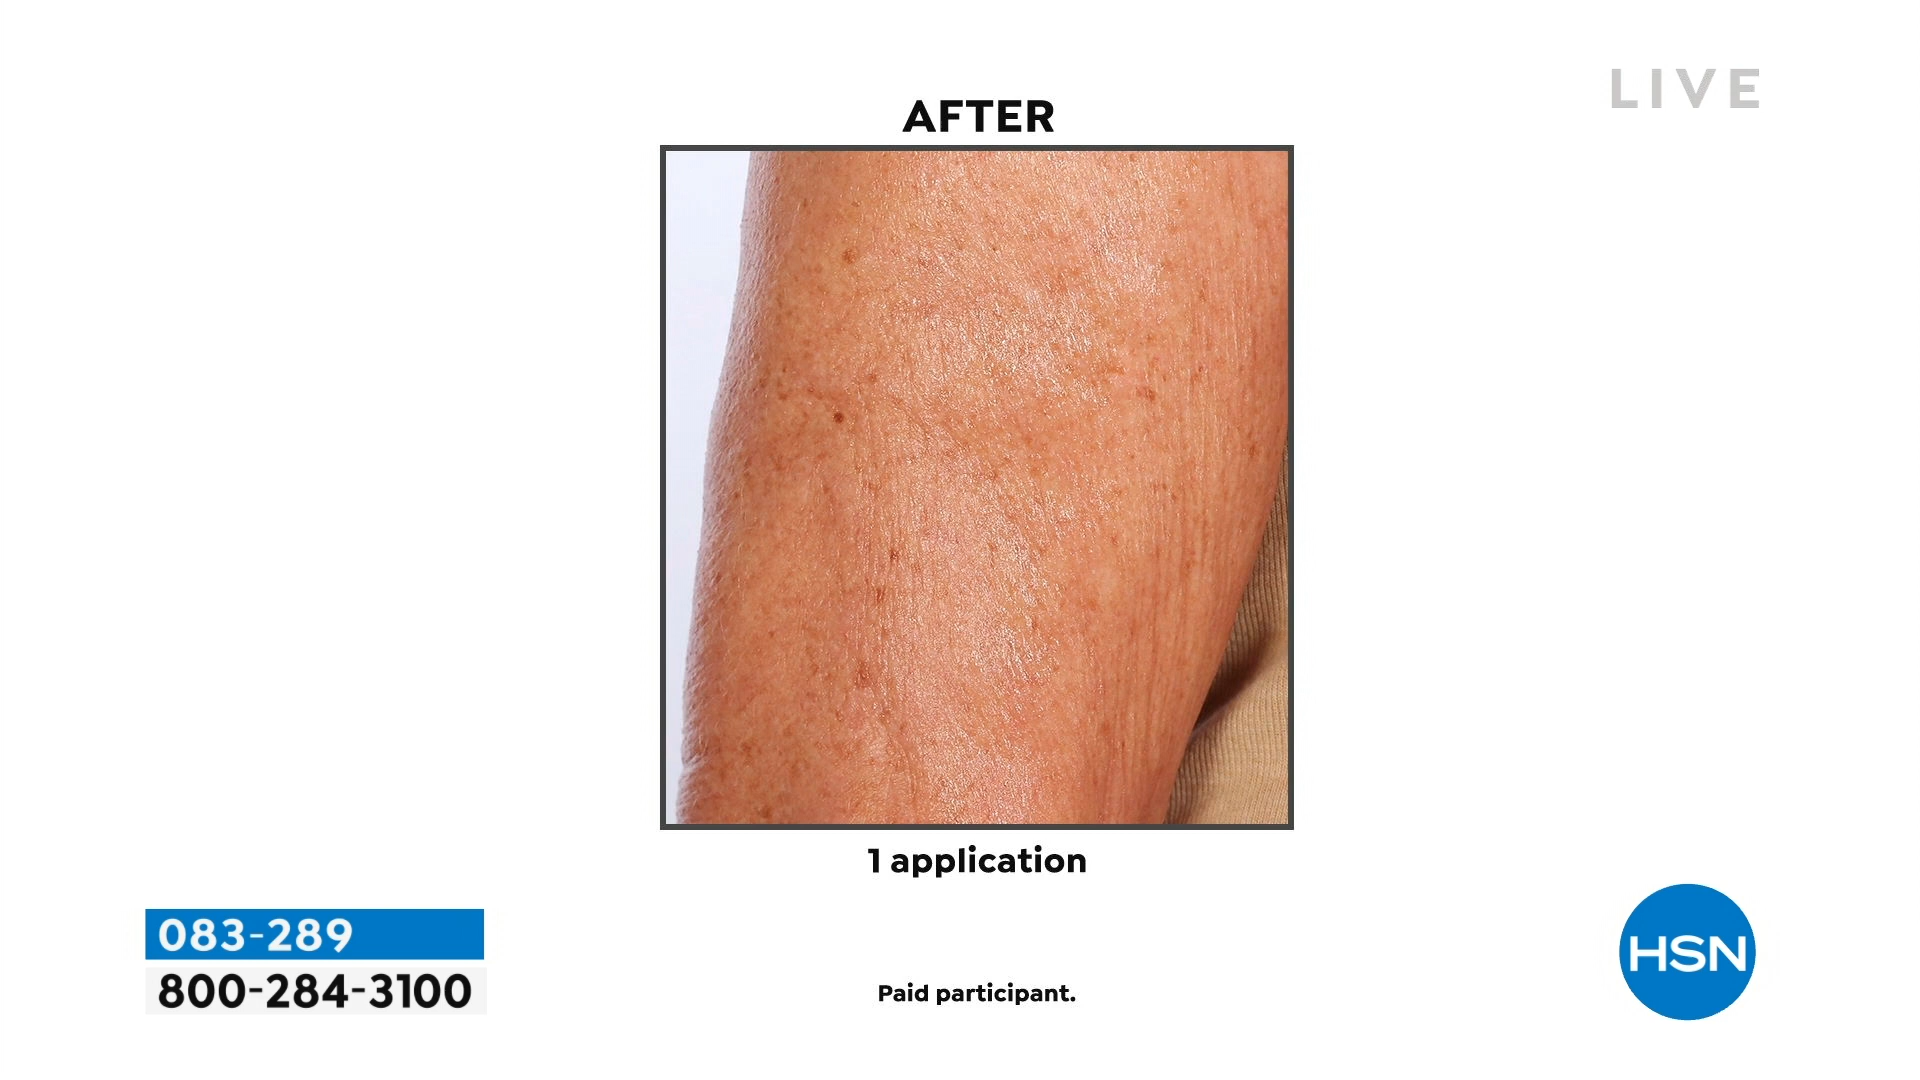 LIVE
AFTER
1 application
083-289
800-284-3100
Paid participant.
HSN